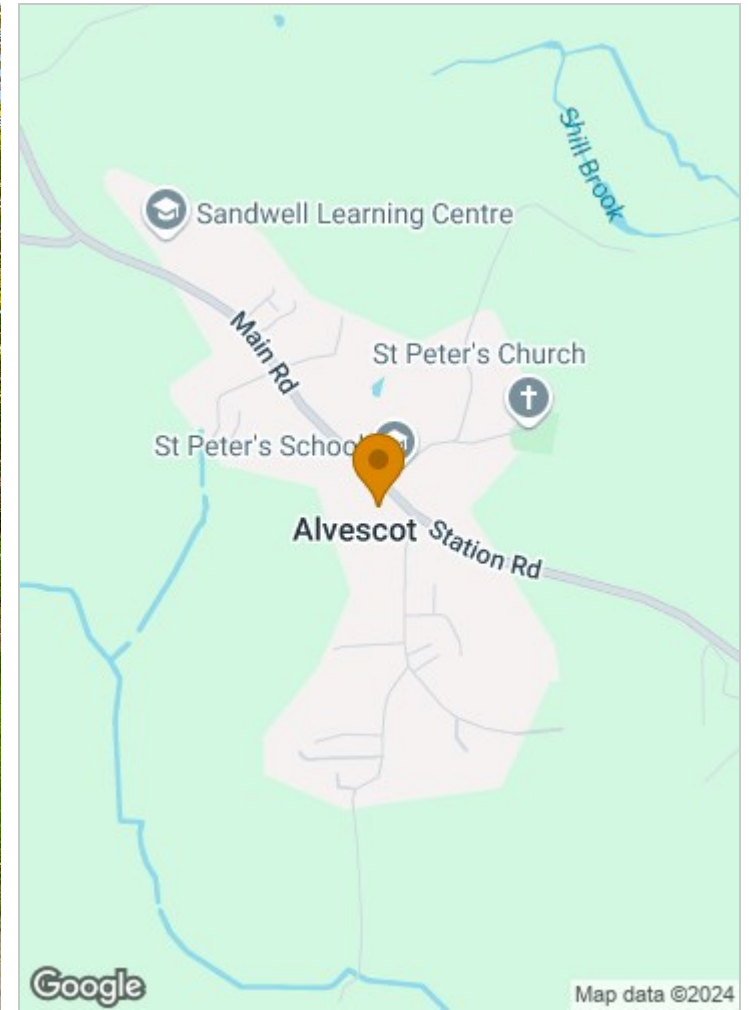 Shill Brook
Sandwell Learning Centre
Main Rd
St Peter's Church
St Peter's School
Alvescot
Station Rd
Google
Map data ©2024